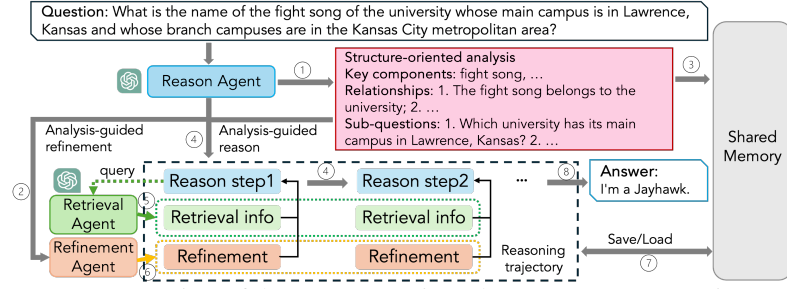 Question: What is the name of the fight song of the university whose main campus is in Lawrence,
Kansas and whose branch campuses are in the Kansas City metropolitan area?
Reason Agent
1
Structure-oriented analysis
Key components: fight song, ...
Relationships: 1. The fight song belongs to the
university; 2. ...
Sub-questions: 1. Which university has its main
campus in Lawrence, Kansas? 2. ...
3
Shared
Memory
Analysis-guided
refinement
4
Analysis-guided
reason
2
query
Reason step1
4
Reason step2
...
8
Answer:
I'm a Jayhawk.
Retrieval
Agent
5
Retrieval info
Retrieval info
Refinement
Agent
6
Refinement
Refinement
Reasoning
trajectory
Save/Load
7